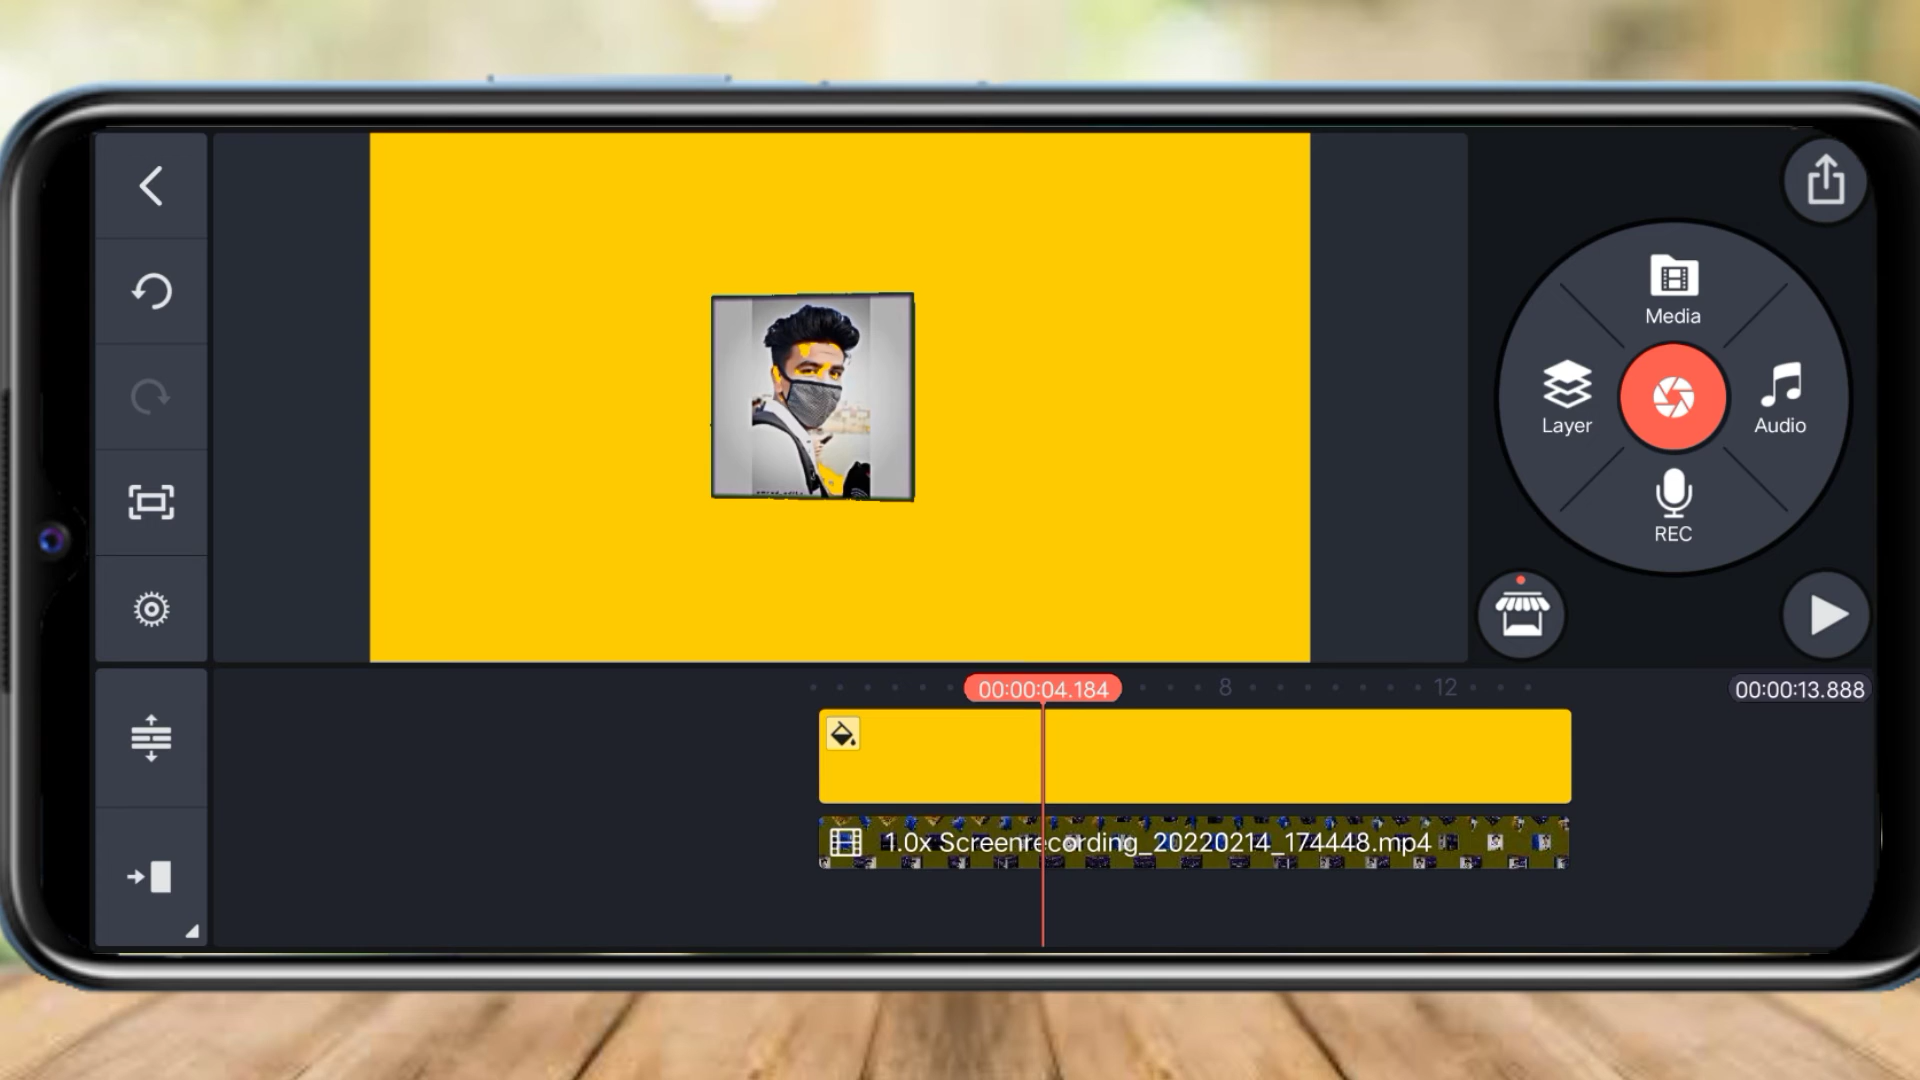 Media
Layer
Audio
REC
00:00:04.184
8
12
00:00:13.888
1.0x Screenrecording_20220214_174448.mp4